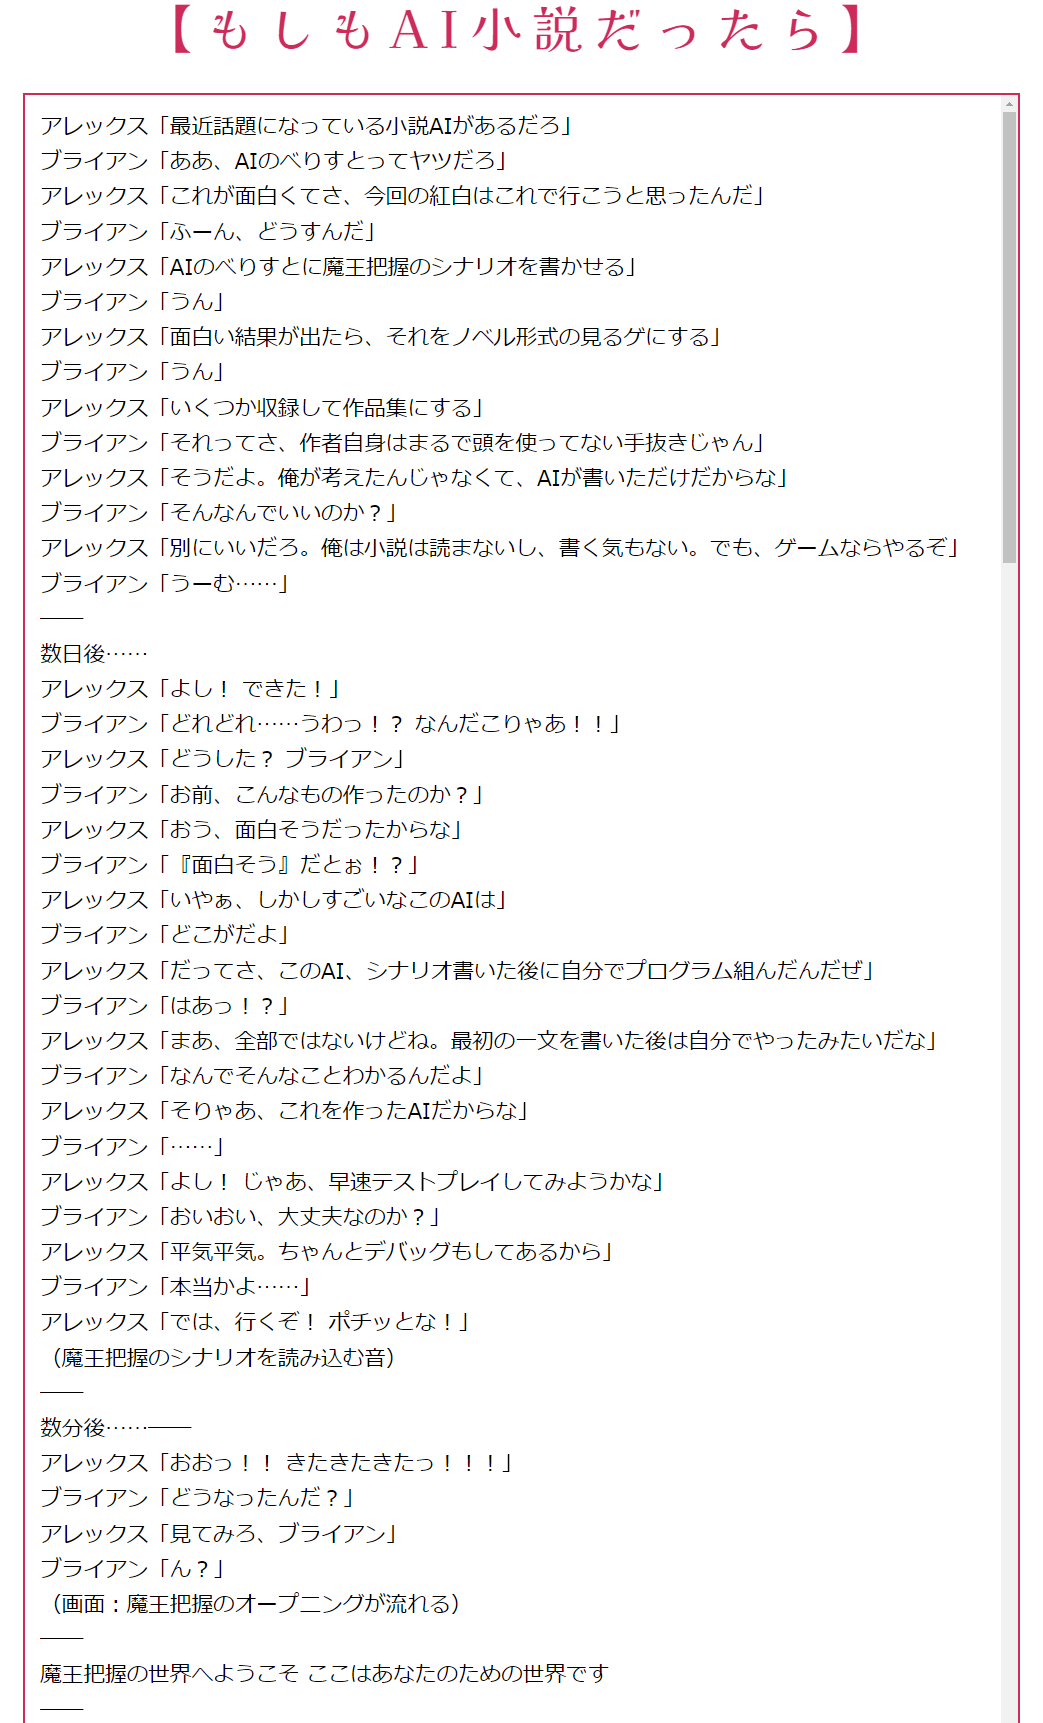 【もしもAI小説だったら】
アレックス「最近話題になっている小説AIがあるだろ」
ブライアン「ああ、AIのべりすとってヤツだろ」
アレックス「これが面白くてさ、今回の紅白はこれで行こうと思ったんだ」
ブライアン「ふーん、どうすんだ」
アレックス「AIのべりすとに魔王把握のシナリオを書かせる」
ブライアン「うん」
アレックス「面白い結果が出たら、それをノベル形式の見るゲにする」
ブライアン「うん」
アレックス「いくつか収録して作品集にする」
ブライアン「それってさ、作者自身はまるで頭を使ってない手抜きじゃん」
アレックス「そうだよ。俺が考えたんじゃなくて、AIが書いただけだからな」
ブライアン「そんなんでいいのか？」
アレックス「別にいいだろ。俺は小説は読まないし、書く気もない。でも、ゲームならやるぞ」
ブライアン「うーむ……」
――
数日後……
アレックス「よし！ できた！」
ブライアン「どれどれ……うわっ！？ なんだこりゃあ！！」
アレックス「どうした？ ブライアン」
ブライアン「お前、こんなもの作ったのか？」
アレックス「おう、面白そうだったからな」
ブライアン「『面白そう』だとぉ！？」
アレックス「いやぁ、しかしすごいなこのAIは」
ブライアン「どこがだよ」
アレックス「だってさ、このAI、シナリオ書いた後に自分でプログラム組んだんだぜ」
ブライアン「はあっ！？」
アレックス「まあ、全部ではないけどね。最初の一文を書いた後は自分でやったみたいだな」
ブライアン「なんでそんなことわかるんだよ」
アレックス「そりゃあ、これを作ったAIだからな」
ブライアン「……」
アレックス「よし！ じゃあ、早速テストプレイしてみようかな」
ブライアン「おいおい、大丈夫なのか？」
アレックス「平気平気。ちゃんとデバッグもしてあるから」
ブライアン「本当かよ……」
アレックス「では、行くぞ！ ポチッとな！」
（魔王把握のシナリオを読み込む音）
――
数分後……――
アレックス「おおっ！！ きたきたきたっ！！！」
ブライアン「どうなったんだ？」
アレックス「見てみろ、ブライアン」
ブライアン「ん？」
（画面：魔王把握のオープニングが流れる）
――
魔王把握の世界へようこそ ここはあなたのための世界です
――